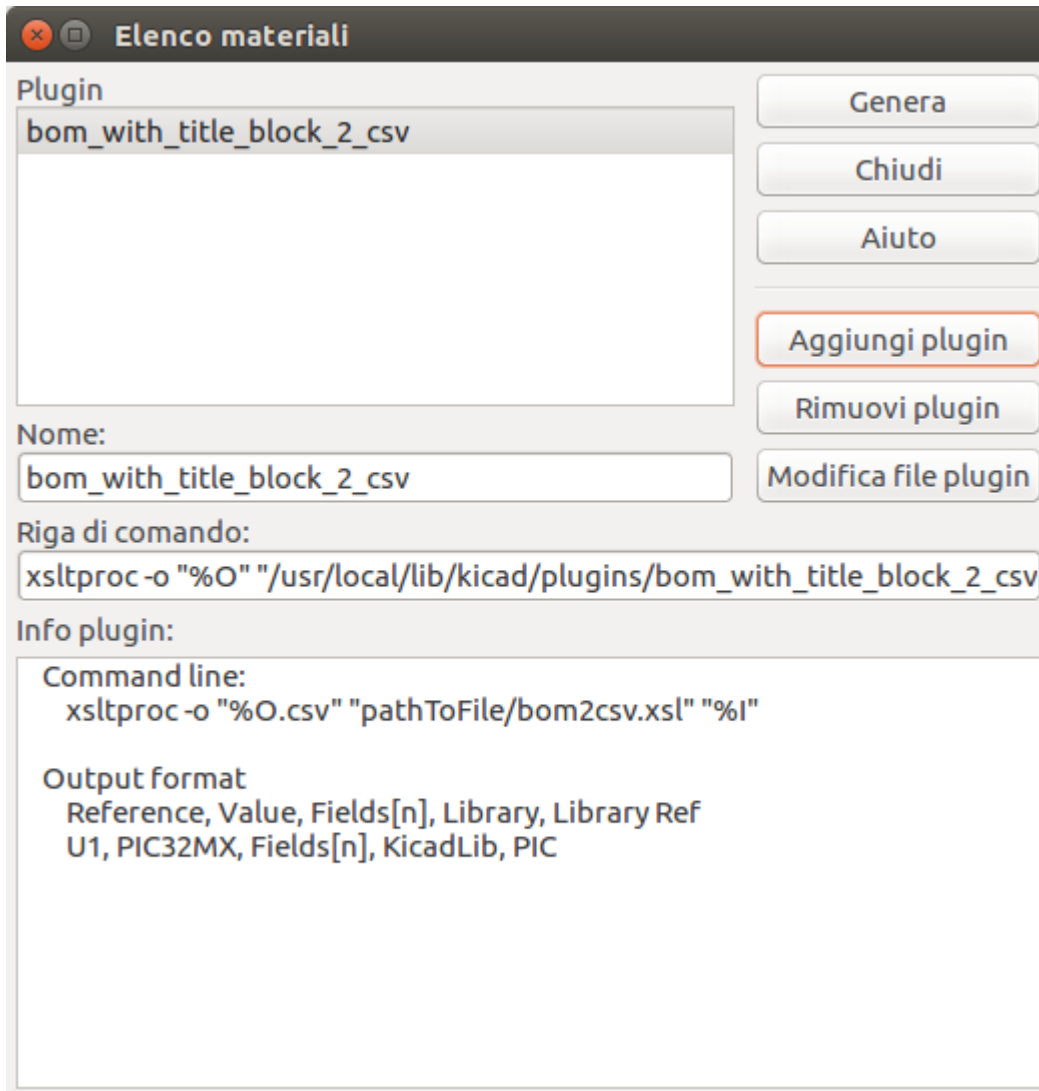 Elenco materiali
Plugin
bom_with_title_block_2_csv
Genera
Chiudi
Aiuto
Aggiungi plugin
Rimuovi plugin
Modifica file plugin
Nome:
bom_with_title_block_2_csv
Riga di comando:
xsltproc -o "%O" "/usr/local/lib/kicad/plugins/bom_with_title_block_2_csv
Info plugin:
Command line:
xsltproc -o "%O.csv" "pathToFile/bom2csv.xsl" "%I"
Output format
Reference, Value, Fields[n], Library, Library Ref
U1, PIC32MX, Fields[n], KicadLib, PIC